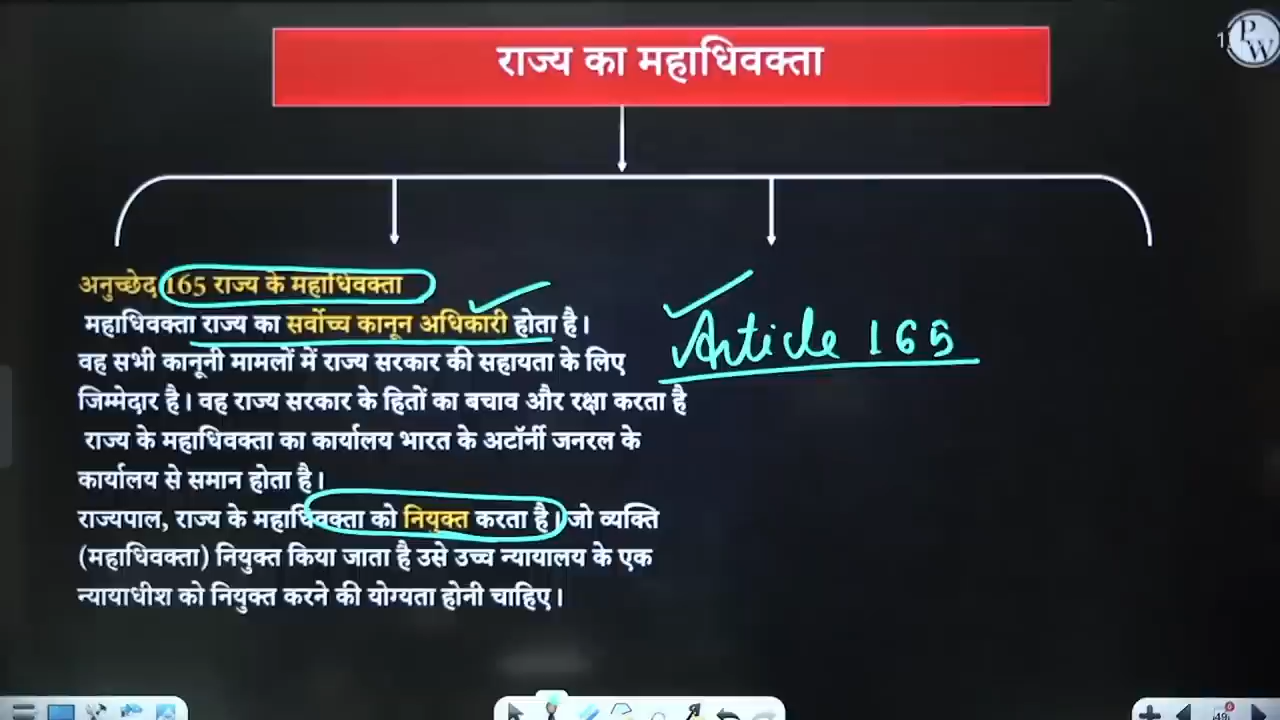 राज्य का महाधिवक्ता
PW
अनुच्छेद 165 राज्य के महाधिवक्ता
महाधिवक्ता राज्य का सर्वोच्च कानून अधिकारी होता है।
वह सभी कानूनी मामलों में राज्य सरकार की सहायता के लिए
जिम्मेदार है। वह राज्य सरकार के हितों का बचाव और रक्षा करता है
राज्य के महाधिवक्ता का कार्यालय भारत के अटॉर्नी जनरल के
कार्यालय से समान होता है।
राज्यपाल, राज्य के महाधिवक्ता को नियुक्त करता है। जो व्यक्ति
(महाधिवक्ता) नियुक्त किया जाता है उसे उच्च न्यायालय के एक
न्यायाधीश को नियुक्त करने की योग्यता होनी चाहिए।
Article 165